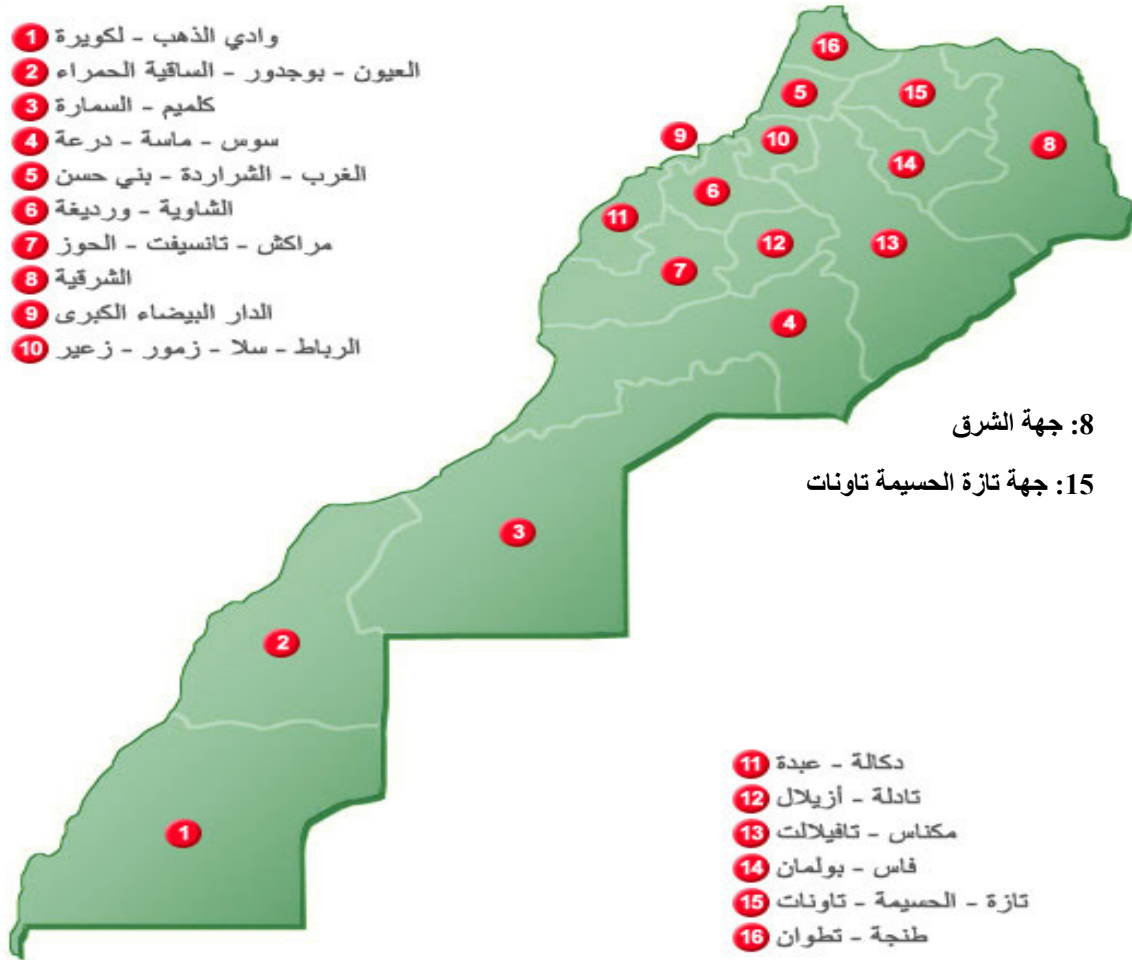 1 وادي الذهب - لكويرة
2 العيون - بوجدور - الساقية الحمراء
3 كلميم - السمارة
4 سوس - ماسة - درعة
5 الغرب - الشراردة - بني حسن
6 الشاوية - ورديغة
7 مراكش - تانسيفت - الحوز
8 الشرقية
9 الدار البيضاء الكبرى
10 الرباط - سلا - زمور - زعير
16
5
15
9
10
8
14
6
11
12
13
7
4
8: جهة الشرق
15: جهة تازة الحسيمة تاونات
3
2
1
11 دكالة - عبدة
12 تادلة - أزيلال
13 مكناس - تافيلالت
14 فاس - بولمان
15 تازة - الحسيمة - تاونات
16 طنجة - تطوان